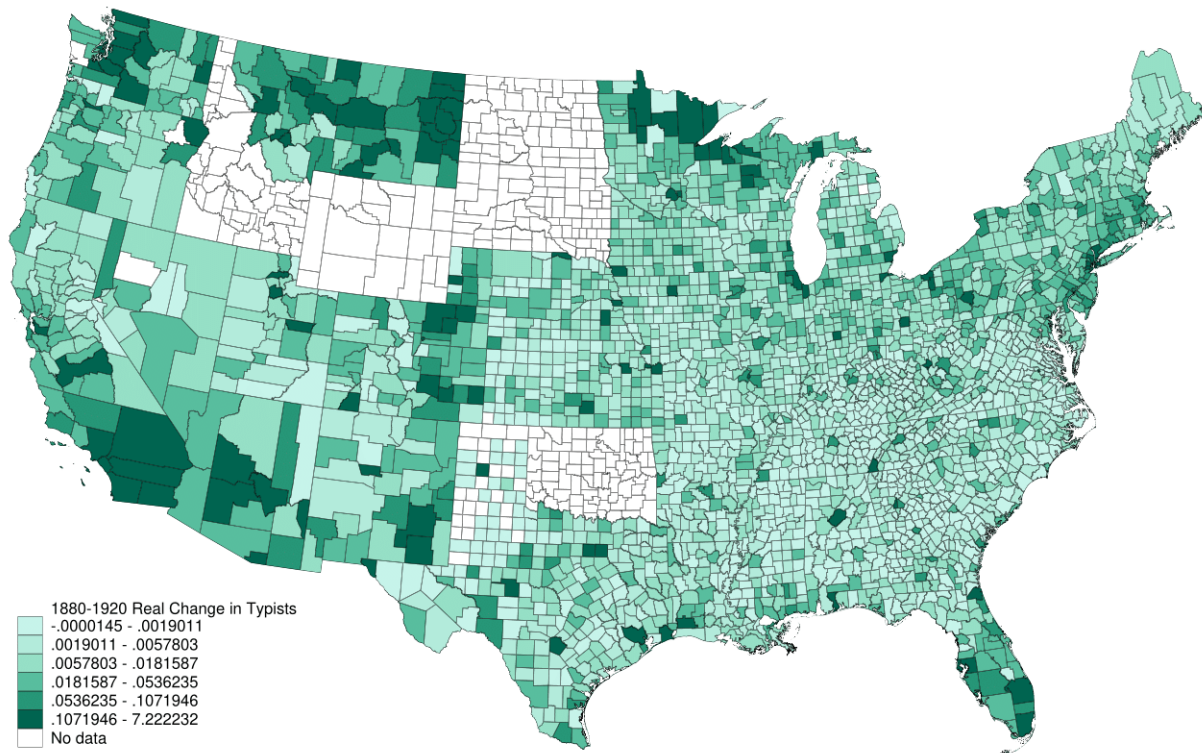 1880-1920 Real Change in Typists
-.0000145 - .0019011
.0019011 - .0057803
.0057803 - .0181587
.0181587 - .0536235
.0536235 - .1071946
.1071946 - 7.222232
No data